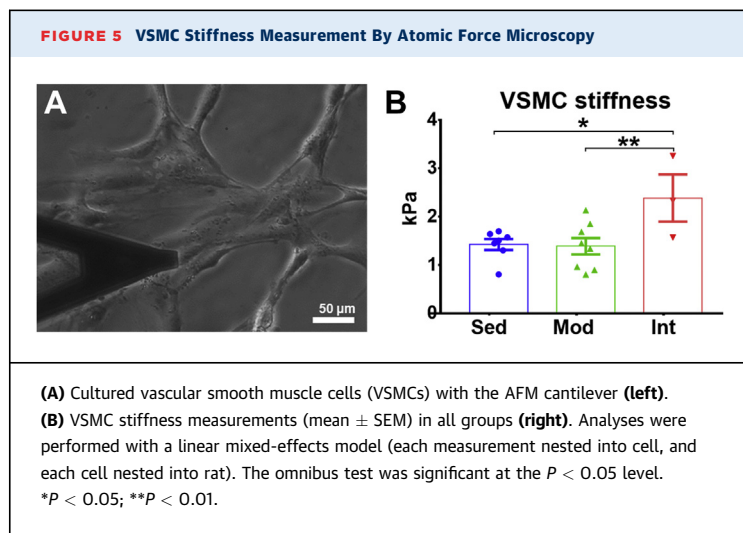 FIGURE 5 VSMC Stiffness Measurement By Atomic Force Microscopy
A
50 µm
B
VSMC stiffness
*
**
4
3
2
1
0
kPa
Sed Mod Int
(A) Cultured vascular smooth muscle cells (VSMCs) with the AFM cantilever (left).
(B) VSMC stiffness measurements (mean ± SEM) in all groups (right). Analyses were
performed with a linear mixed-effects model (each measurement nested into cell, and
each cell nested into rat). The omnibus test was significant at the P < 0.05 level.
*P < 0.05; **P < 0.01.